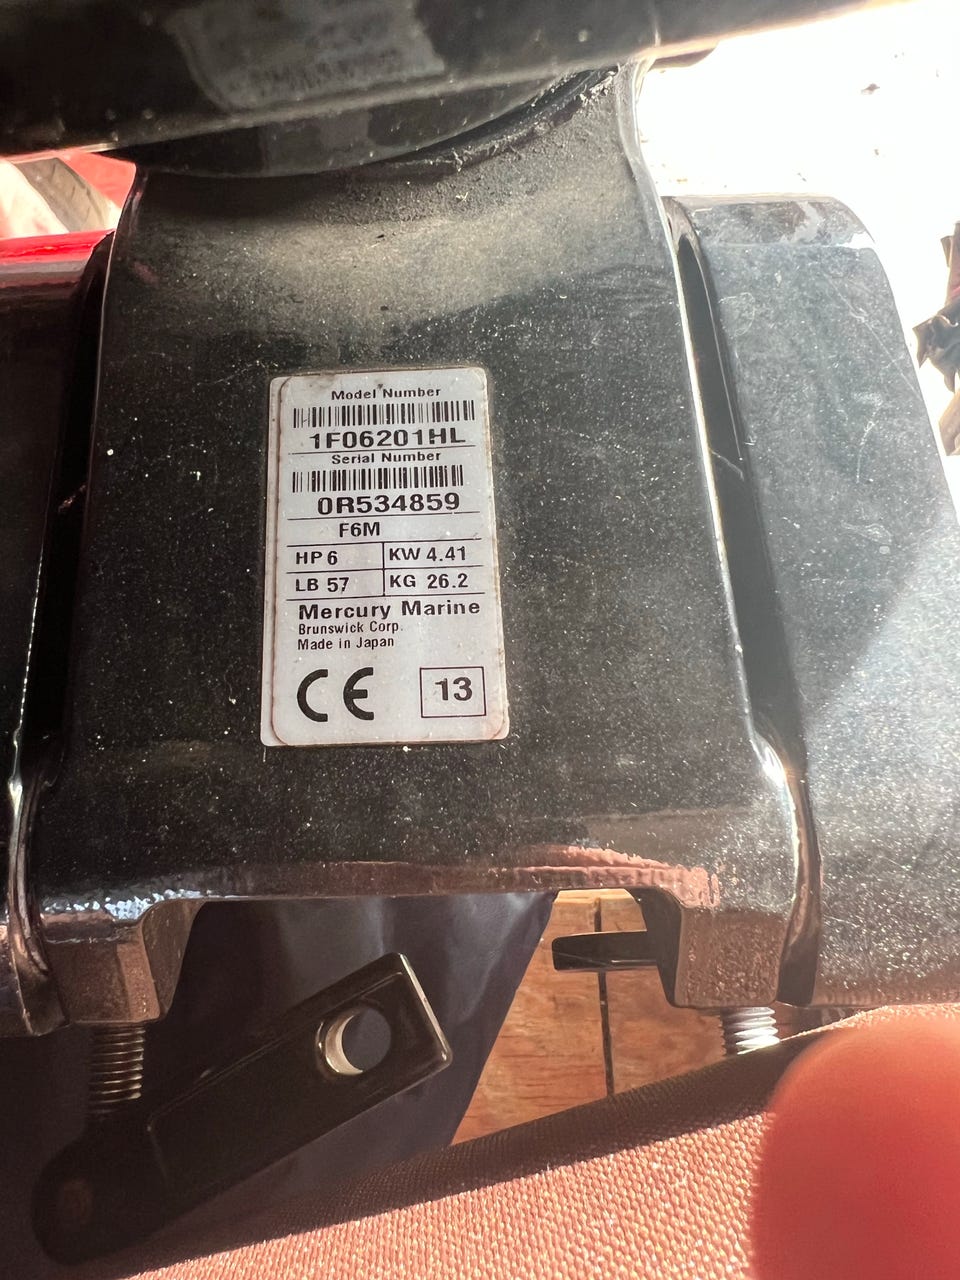 Model Number
1F06201HL
Serial Number
0R534859
F6M
HP 6 KW 4.41
LB 57 KG 26.2
Mercury Marine
Brunswick Corp.
Made in Japan
CE 13